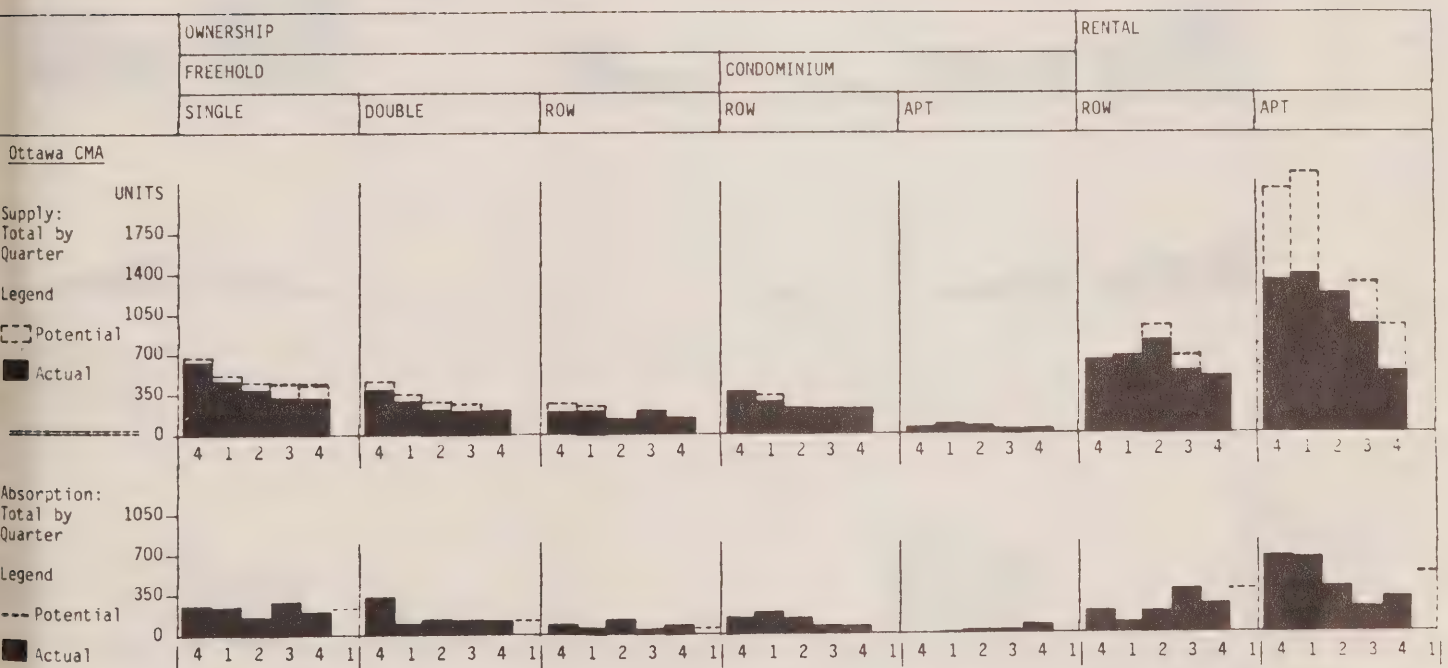 OWNERSHIP RENTAL
FREEHOLD CONDOMINIUM
SINGLE DOUBLE ROW ROW APT ROW APT
Ottawa CMA
UNITS
Supply:
Total by 1750
Quarter
1400
Legend
1050
Potential
700
Actual
350
0
4 1 2 3 4 4 1 2 3 4 4 1 2 3 4 4 1 2 3 4 4 1 2 3 4 4 1 2 3 4 4 1 2 3 4
Absorption:
Total by 1050
Quarter
700
Legend
350
--- Potential
0
Actual
4 1 2 3 4 1 4 1 2 3 4 1 4 1 2 3 4 1 4 1 2 3 4 1 4 1 2 3 4 1 4 1 2 3 4 1 4 1 2 3 4 1